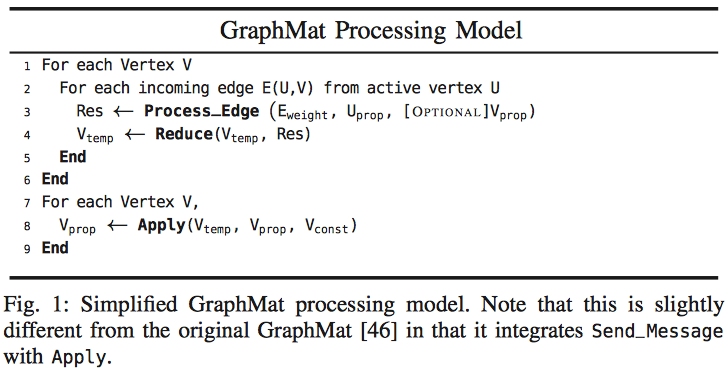 GraphMat Processing Model
1 For each Vertex V
2 For each incoming edge E(U,V) from active vertex U
3 Res ← Process_Edge (Eweight, Uprop, [OPTIONAL]Vprop)
4 Vtemp ← Reduce(Vtemp, Res)
5 End
6 End
7 For each Vertex V,
8 Vprop ← Apply(Vtemp, Vprop, Vconst)
9 End
Fig. 1: Simplified GraphMat processing model. Note that this is slightly
different from the original GraphMat [46] in that it integrates Send_Message
with Apply.